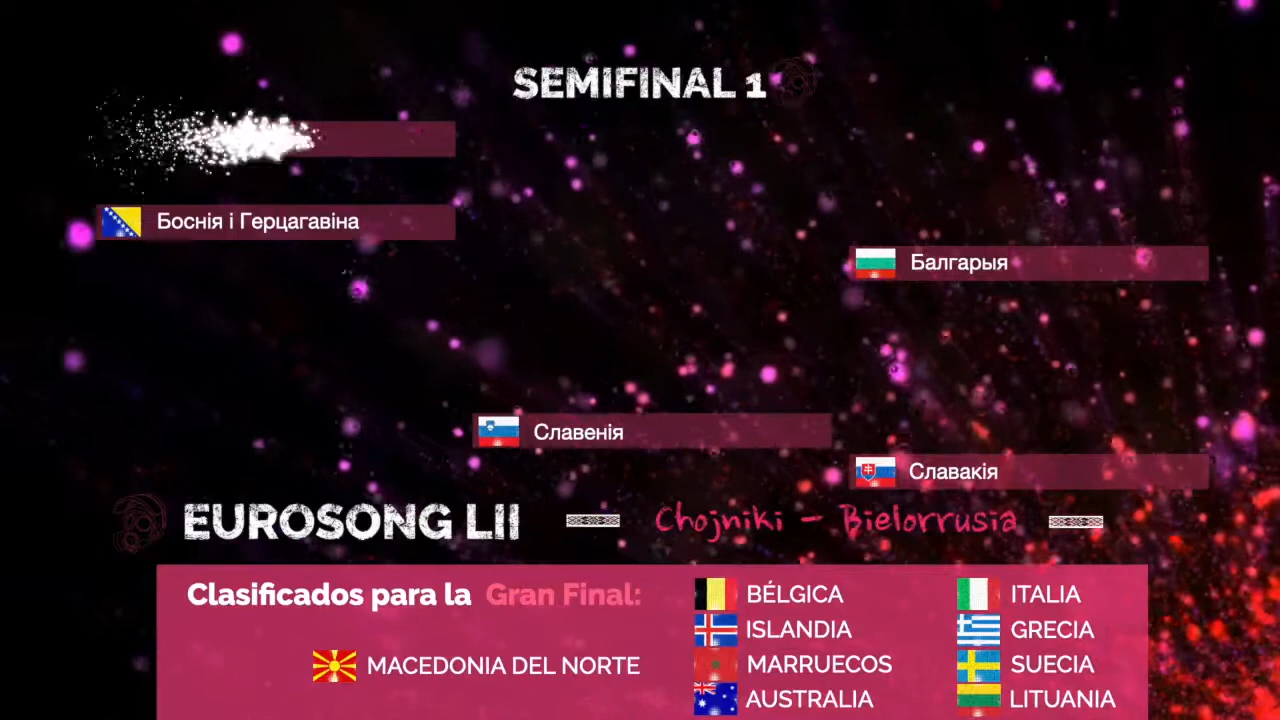 SEMIFINAL 1
Боснія і Герцагавіна
Балгарыя
Славенія
Славакія
EUROSONG LII
Chojniki - Bielorrusia
Clasificados para la Gran Final:
MACEDONIA DEL NORTE
BÉLGICA
ISLANDIA
MARRUECOS
AUSTRALIA
ITALIA
GRECIA
SUECIA
LITUANIA